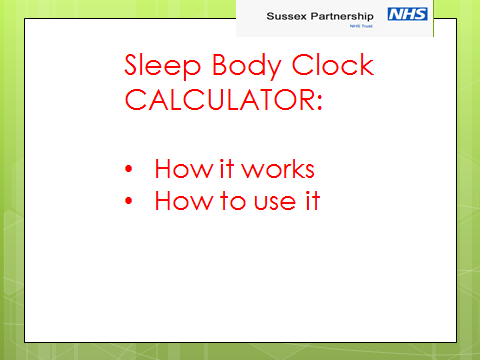 Sussex Partnership NHS
NHS Trust
Sleep Body Clock
CALCULATOR:
• How it works
• How to use it